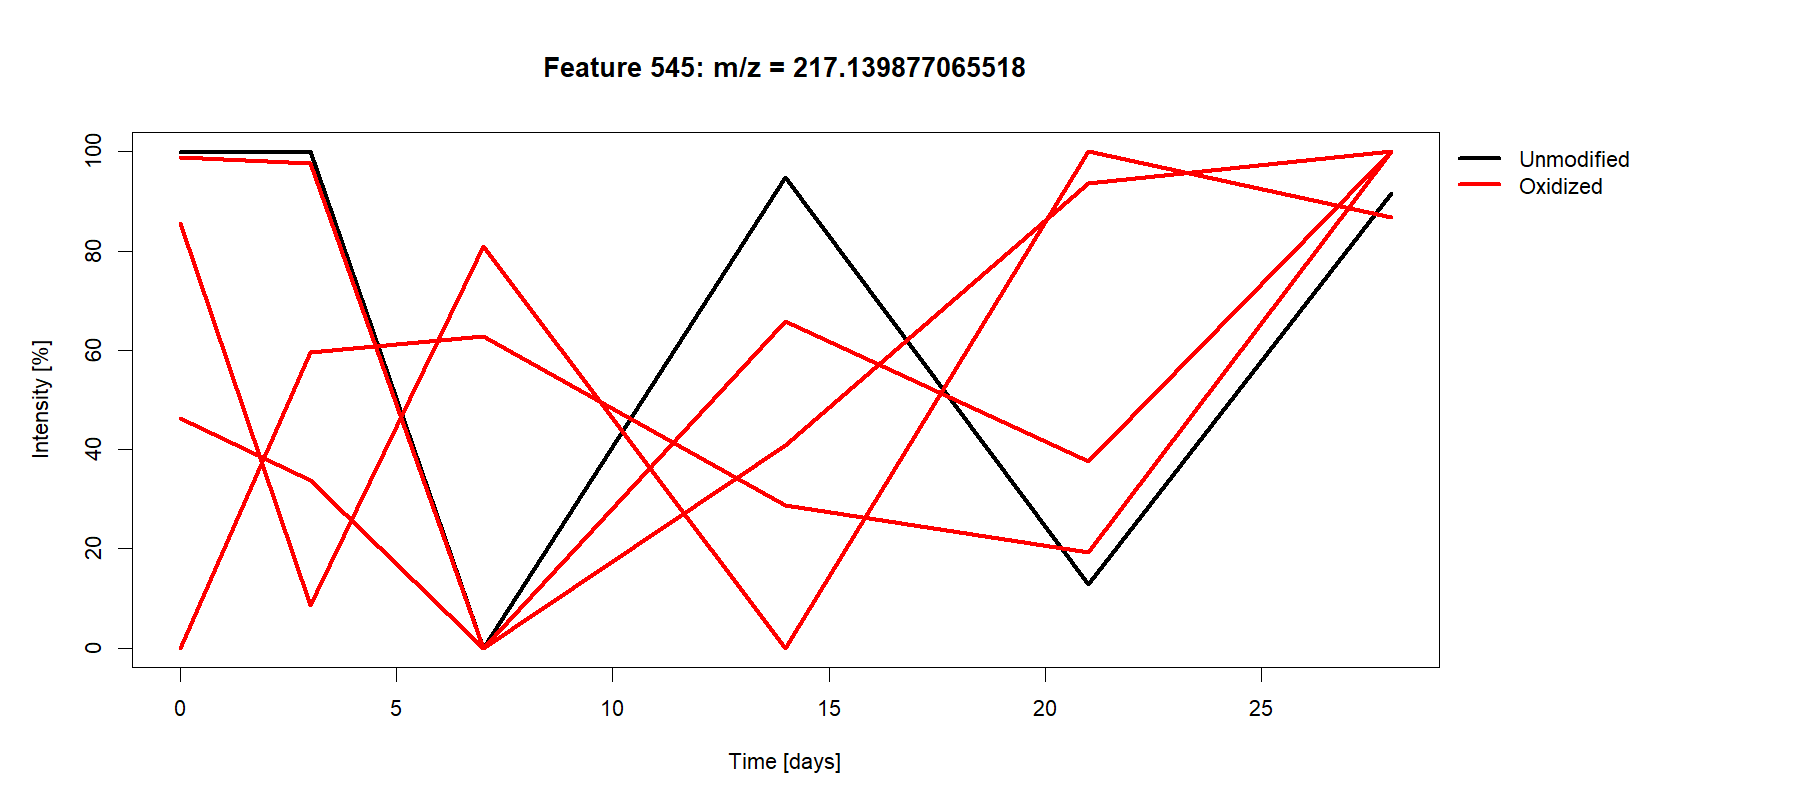 Feature 545: m/z = 217.139877065518
Unmodified
Oxidized
Intensity [%]
100
80
60
40
20
0
0 5 10 15 20 25
Time [days]